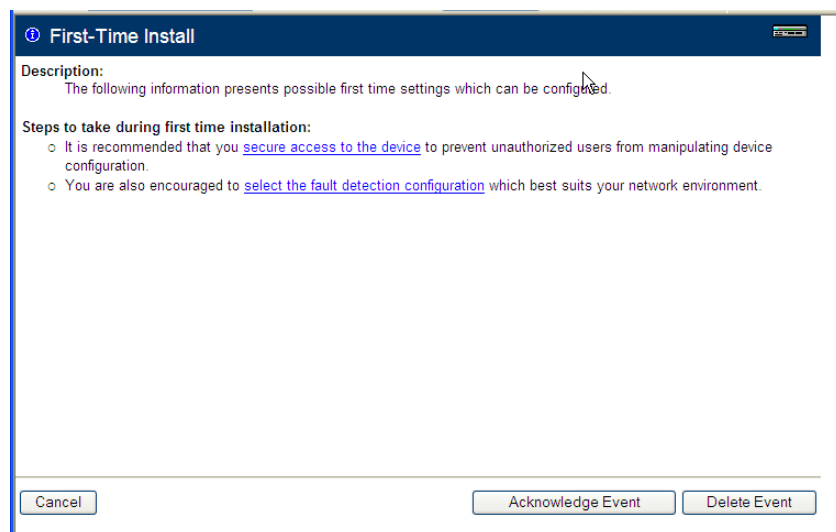 First-Time Install
Description:
The following information presents possible first time settings which can be configured.
Steps to take during first time installation:
It is recommended that you secure access to the device to prevent unauthorized users from manipulating device
configuration.
You are also encouraged to select the fault detection configuration which best suits your network environment.
Cancel
Acknowledge Event
Delete Event